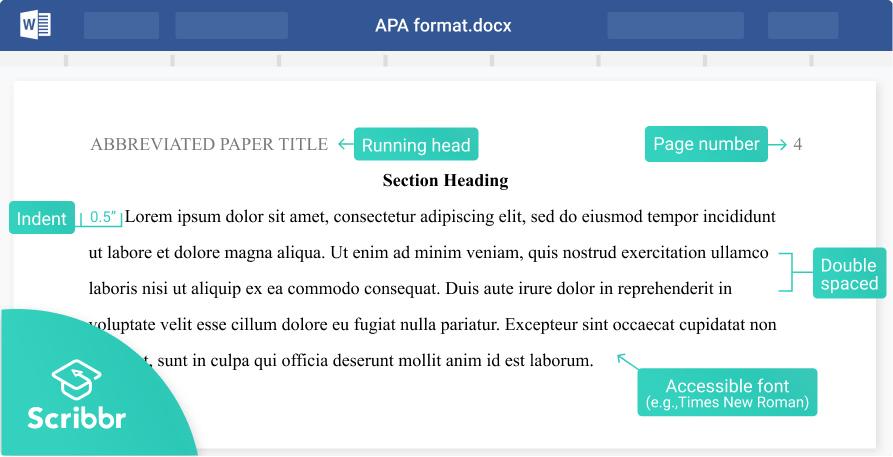 W
APA format.docx
ABBREVIATED PAPER TITLE Running head Page number 4
Section Heading
Indent 0.5" Lorem ipsum dolor sit amet, consectetur adipiscing elit, sed do eiusmod tempor incididunt
ut labore et dolore magna aliqua. Ut enim ad minim veniam, quis nostrud exercitation ullamco
Double
spaced
laboris nisi ut aliquip ex ea commodo consequat. Duis aute irure dolor in reprehenderit in
voluptate velit esse cillum dolore eu fugiat nulla pariatur. Excepteur sint occaecat cupidatat non
sunt in culpa qui officia deserunt mollit anim id est laborum.
Accessible font
(e.g.,Times New Roman)
Scribbr